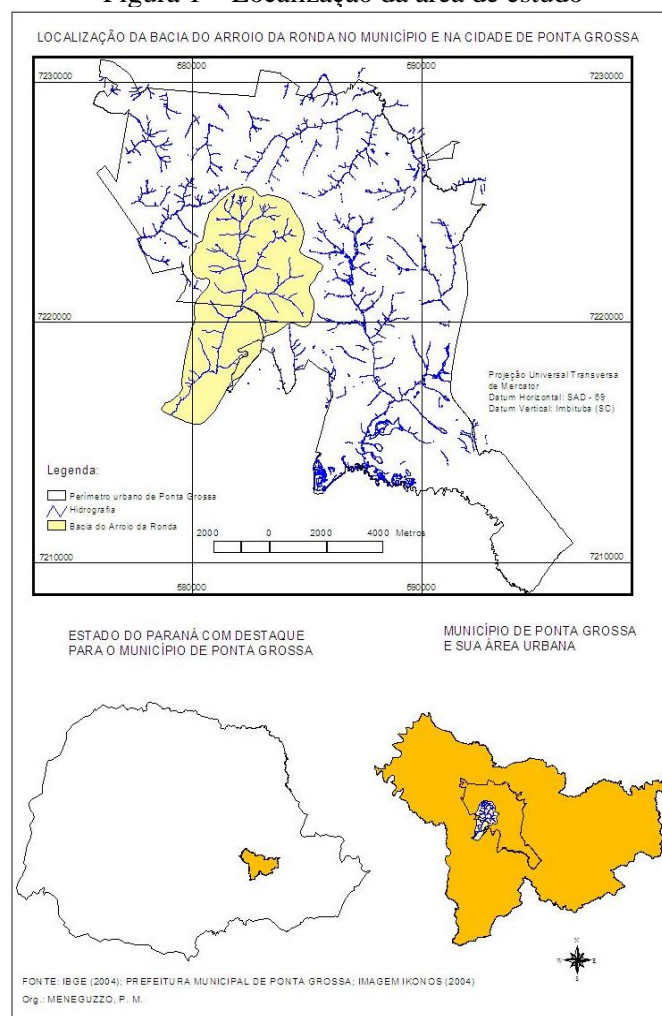 Figura 1 – Localização da área de estudo
LOCALIZAÇÃO DA BACIA DO ARROIO DA RONDA NO MUNICÍPIO E NA CIDADE DE PONTA GROSSA
680000
690000
7230000
7230000
7220000
7220000
Projeção Universal Transversa
de Mercator
Datum Horizontal: SAD - 69
Datum Vertical: Imbituba (SC)
Legenda:
Perímetro urbano de Ponta Grossa
Hidrografia
Bacia do Arroio da Ronda
2000 0 2000 4000 Metros
7210000
7210000
680000
690000
ESTADO DO PARANÁ COM DESTAQUE
PARA O MUNICÍPIO DE PONTA GROSSA
MUNICÍPIO DE PONTA GROSSA
E SUA ÁREA URBANA
N
W E
S
FONTE: IBGE (2004); PREFEITURA MUNICIPAL DE PONTA GROSSA; IMAGEM IKONOS (2004)
Org.: MENEGUZZO, P. M.